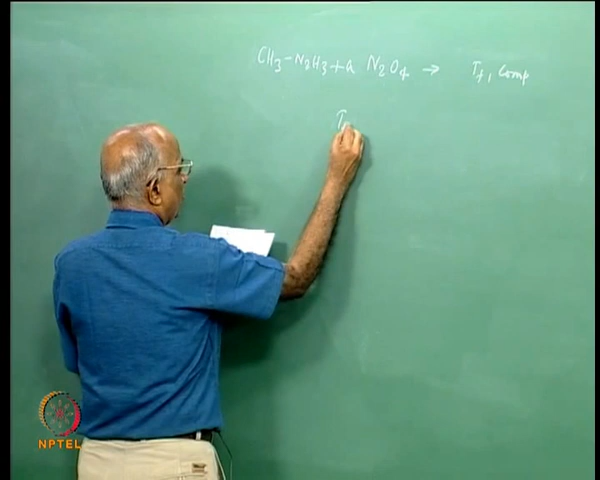 CH3-N2H3+a N2O4 → Tf, Comp
T
NPTEL